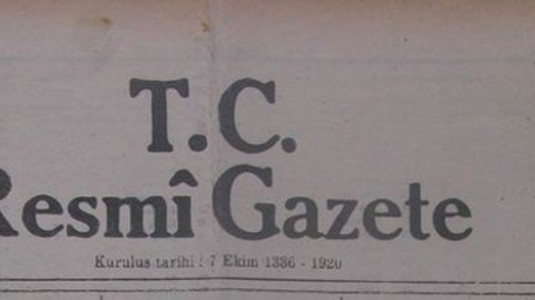 T.C.
Resmî Gazete
Kuruluş tarihi : 7 Ekim 1336 - 1920